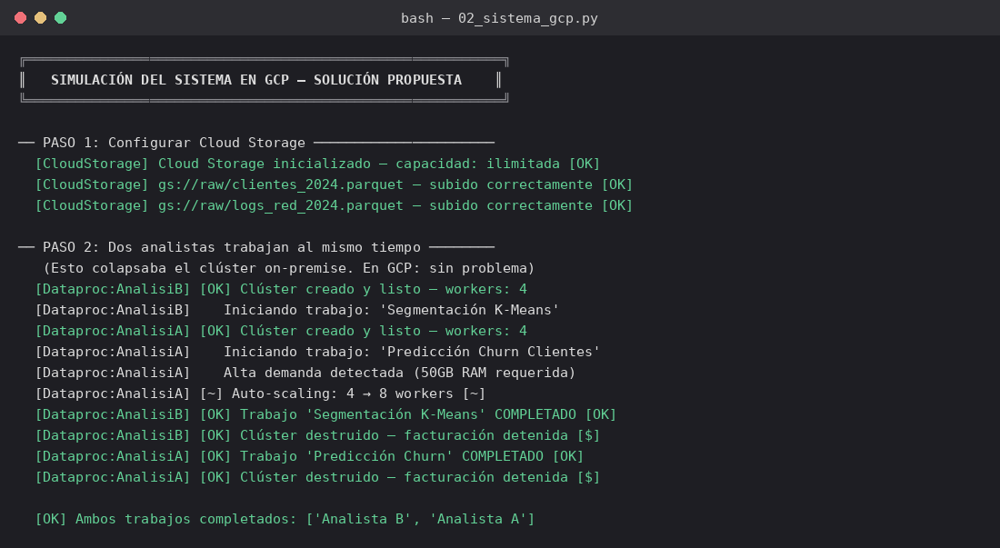 bash — 02_sistema_gcp.py
SIMULACIÓN DEL SISTEMA EN GCP — SOLUCIÓN PROPUESTA
── PASO 1: Configurar Cloud Storage ──────────────────────
[CloudStorage] Cloud Storage inicializado — capacidad: ilimitada [OK]
[CloudStorage] gs://raw/clientes_2024.parquet — subido correctamente [OK]
[CloudStorage] gs://raw/logs_red_2024.parquet — subido correctamente [OK]
── PASO 2: Dos analistas trabajan al mismo tiempo ────────
(Esto colapsaba el clúster on-premise. En GCP: sin problema)
[Dataproc:AnalisiB] [OK] Clúster creado y listo — workers: 4
[Dataproc:AnalisiB]    Iniciando trabajo: 'Segmentación K-Means'
[Dataproc:AnalisiA] [OK] Clúster creado y listo — workers: 4
[Dataproc:AnalisiA]    Iniciando trabajo: 'Predicción Churn Clientes'
[Dataproc:AnalisiA]    Alta demanda detectada (50GB RAM requerida)
[Dataproc:AnalisiA] [~] Auto-scaling: 4 → 8 workers [~]
[Dataproc:AnalisiB] [OK] Trabajo 'Segmentación K-Means' COMPLETADO [OK]
[Dataproc:AnalisiB] [OK] Clúster destruido — facturación detenida [$]
[Dataproc:AnalisiA] [OK] Trabajo 'Predicción Churn' COMPLETADO [OK]
[Dataproc:AnalisiA] [OK] Clúster destruido — facturación detenida [$]
[OK] Ambos trabajos completados: ['Analista B', 'Analista A']